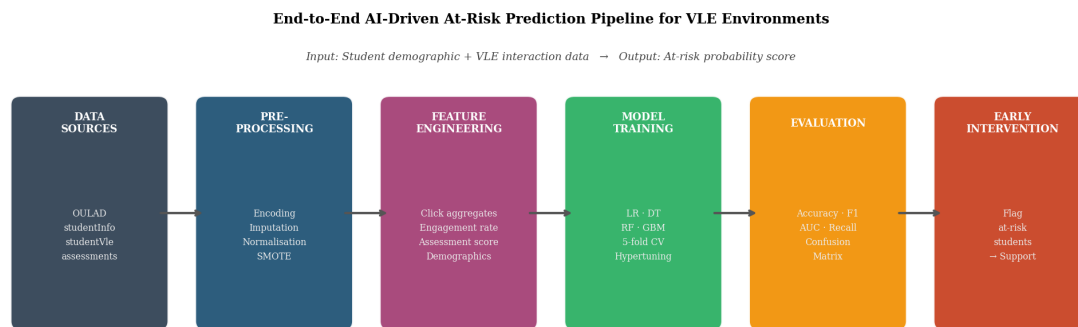 End-to-End AI-Driven At-Risk Prediction Pipeline for VLE Environments
Input: Student demographic + VLE interaction data → Output: At-risk probability score
DATA
SOURCES
OULAD
studentInfo
studentVle
assessments
PRE-
PROCESSING
Encoding
Imputation
Normalisation
SMOTE
FEATURE
ENGINEERING
Click aggregates
Engagement rate
Assessment score
Demographics
MODEL
TRAINING
LR · DT
RF · GBM
5-fold CV
Hypertuning
EVALUATION
Accuracy · F1
AUC · Recall
Confusion
Matrix
EARLY
INTERVENTION
Flag
at-risk
students
→ Support